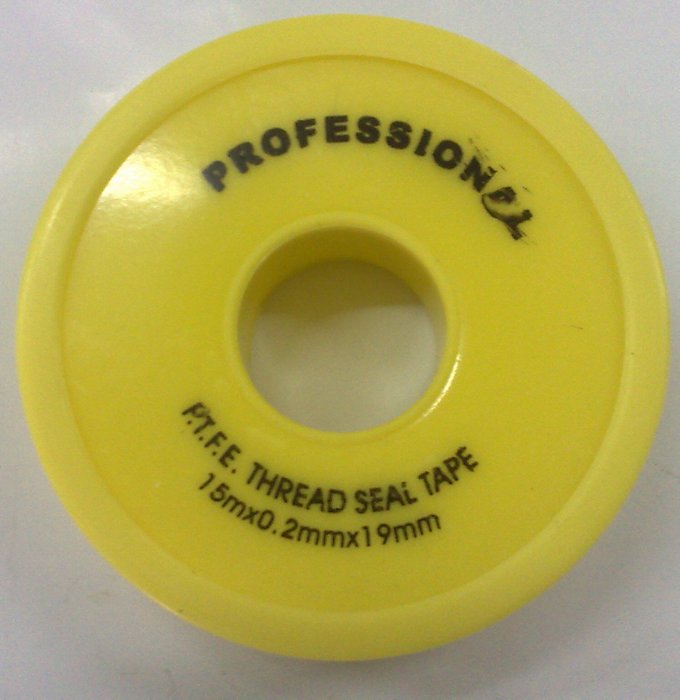 PROFESSIONAL
P.T.F.E. THREAD SEAL TAPE
15mx0.2mmx19mm